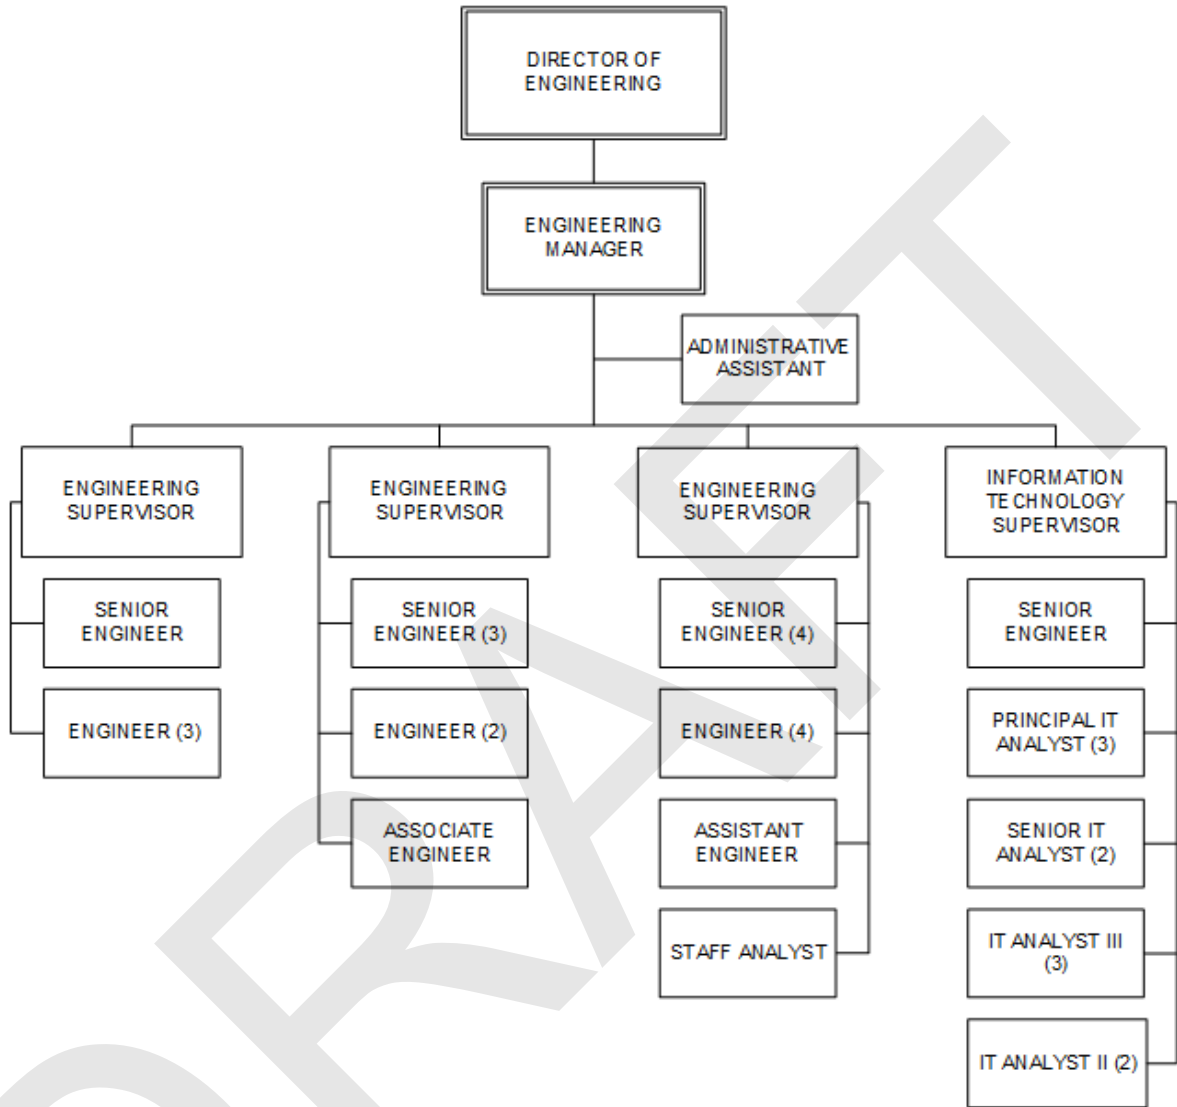 DIRECTOR OF
ENGINEERING
ENGINEERING
MANAGER
ADMINISTRATIVE
ASSISTANT
ENGINEERING
SUPERVISOR
SENIOR
ENGINEER
ENGINEER (3)
ENGINEERING
SUPERVISOR
SENIOR
ENGINEER (3)
ENGINEER (2)
ASSOCIATE
ENGINEER
ENGINEERING
SUPERVISOR
SENIOR
ENGINEER (4)
ENGINEER (4)
ASSISTANT
ENGINEER
STAFF ANALYST
INFORMATION
TECHNOLOGY
SUPERVISOR
SENIOR
ENGINEER
PRINCIPAL IT
ANALYST (3)
SENIOR IT
ANALYST (2)
IT ANALYST III
(3)
IT ANALYST II (2)
DRAFT